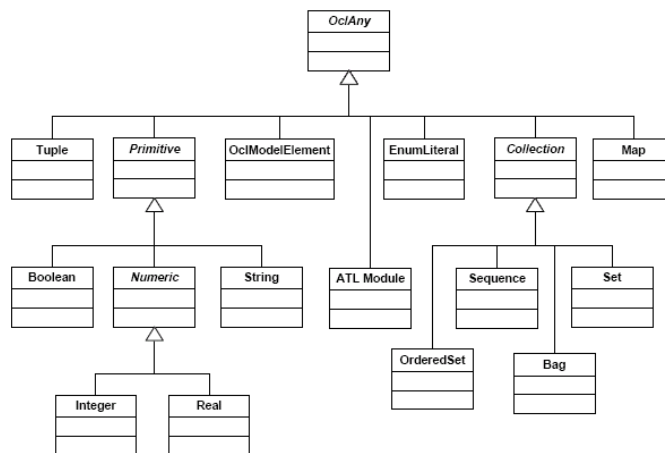 OclAny
Tuple
Primitive
OclModelElement
EnumLiteral
Collection
Map
Boolean
Numeric
String
ATL Module
Sequence
Set
OrderedSet
Bag
Integer
Real